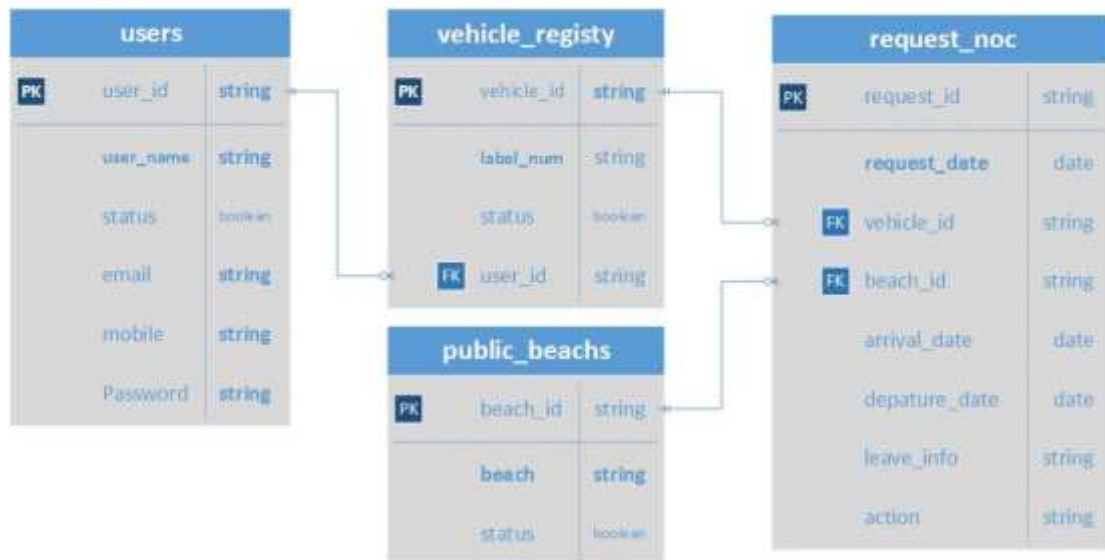 users
PK user_id string
user_name string
status boolean
email string
mobile string
Password string
vehicle_registy
PK vehicle_id string
label_num string
status boolean
FK user_id string
public_beachs
PK beach_id string
beach string
status boolean
request_noc
PK request_id string
request_date date
FK vehicle_id string
FK beach_id string
arrival_date date
depature_date date
leave_info string
action string